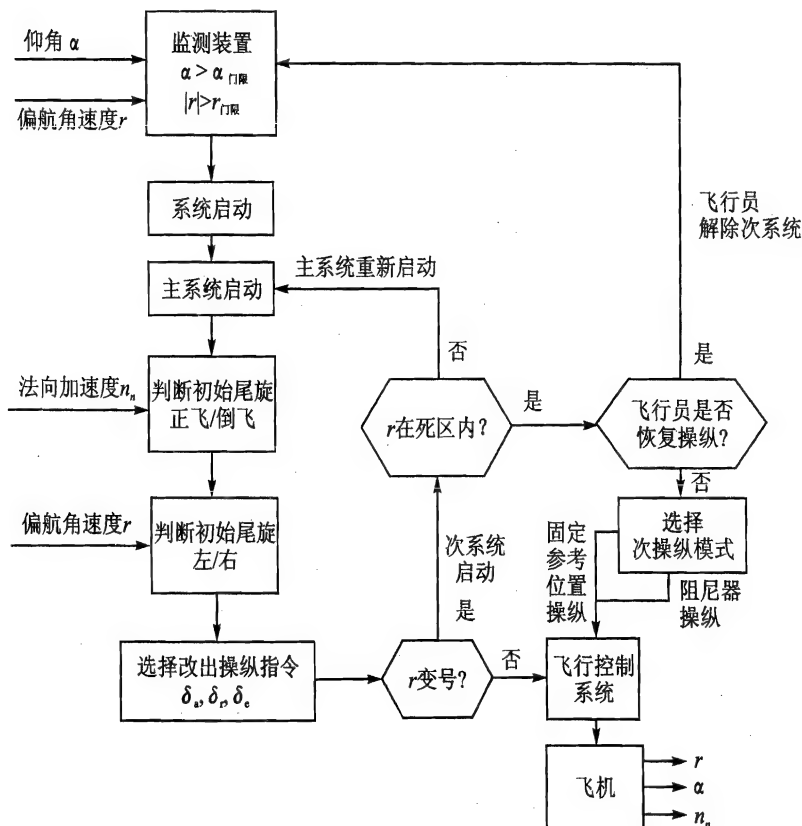 仰角 α
偏航角速度r
监测装置
α > α门限
|r|>r门限
系统启动
主系统启动
主系统重新启动
飞行员
解除次系统
法向加速度nn
判断初始尾旋
正飞/倒飞
否
r在死区内?
是
是
飞行员是否
恢复操纵?
否
偏航角速度r
判断初始尾旋
左/右
次系统
启动
是
固定
参考
位置
操纵
选择
次操纵模式
阻尼器
操纵
选择改出操纵指令
δa,δr,δe
r变号?
否
飞行控制
系统
飞机
r
α
nn